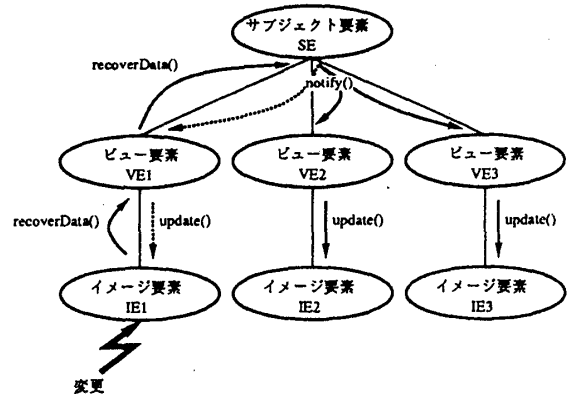 サブジェクト要素
SE
recoverData()
notify()
ビュー要素
VE1
ビュー要素
VE2
ビュー要素
VE3
recoverData()
update()
update()
update()
イメージ要素
IE1
イメージ要素
IE2
イメージ要素
IE3
変更